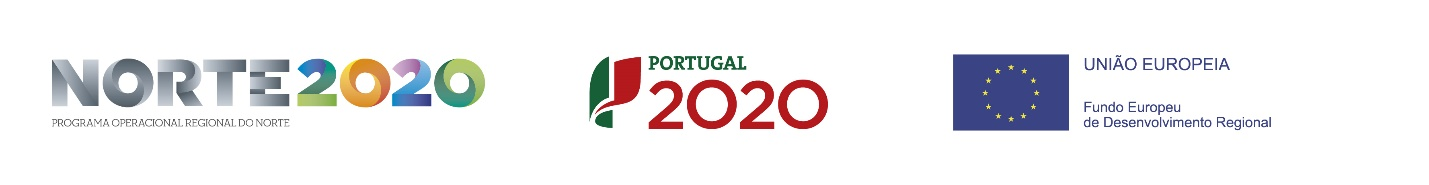 NORTE2020
PROGRAMA OPERACIONAL REGIONAL DO NORTE
PORTUGAL
2020
UNIÃO EUROPEIA
Fundo Europeu
de Desenvolvimento Regional